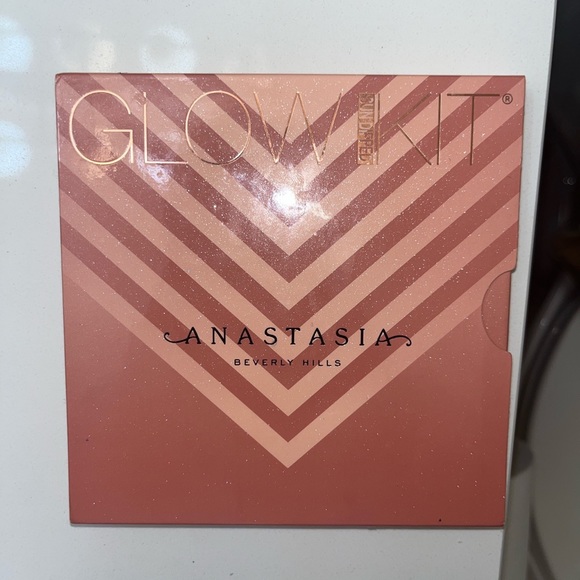 GLOW SUN DIPPED KIT®
ANASTASIA
BEVERLY HILLS